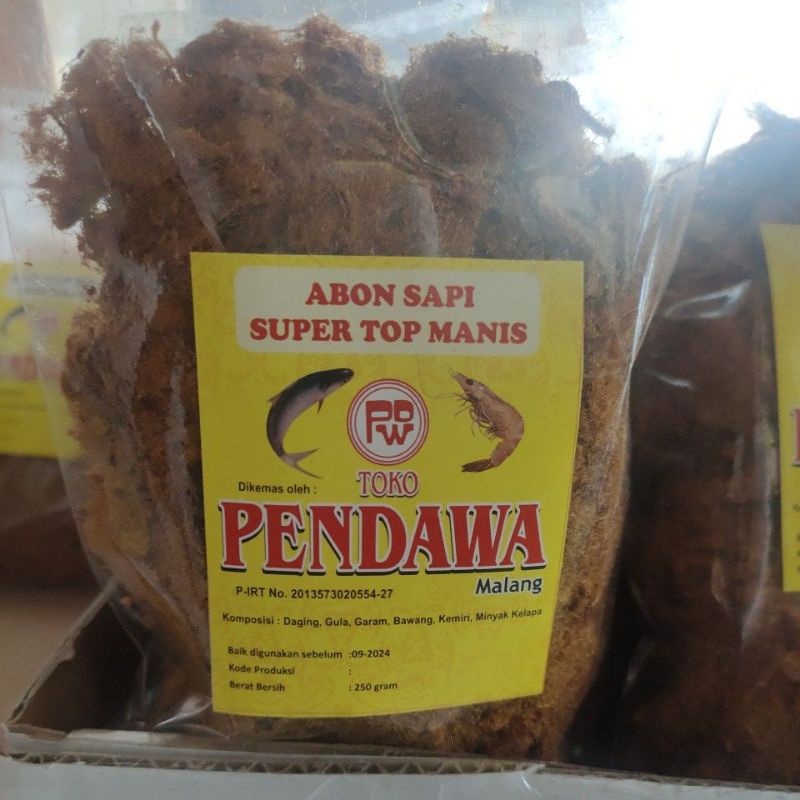 ABON SAPI
SUPER TOP MANIS
PDW
TOKO
Dikemas oleh :
PENDAWA
Malang
P-IRT No. 2013573020554-27
Komposisi : Daging, Gula, Garam, Bawang, Kemiri, Minyak Kelapa
Baik digunakan sebelum :09-2024
Kode Produksi :
Berat Bersih : 250 gram